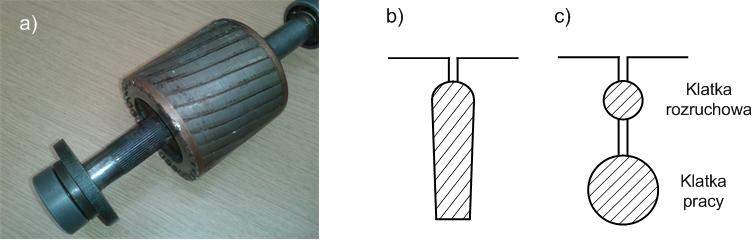 a)
b)
c)
Klatka
rozruchowa
Klatka
pracy